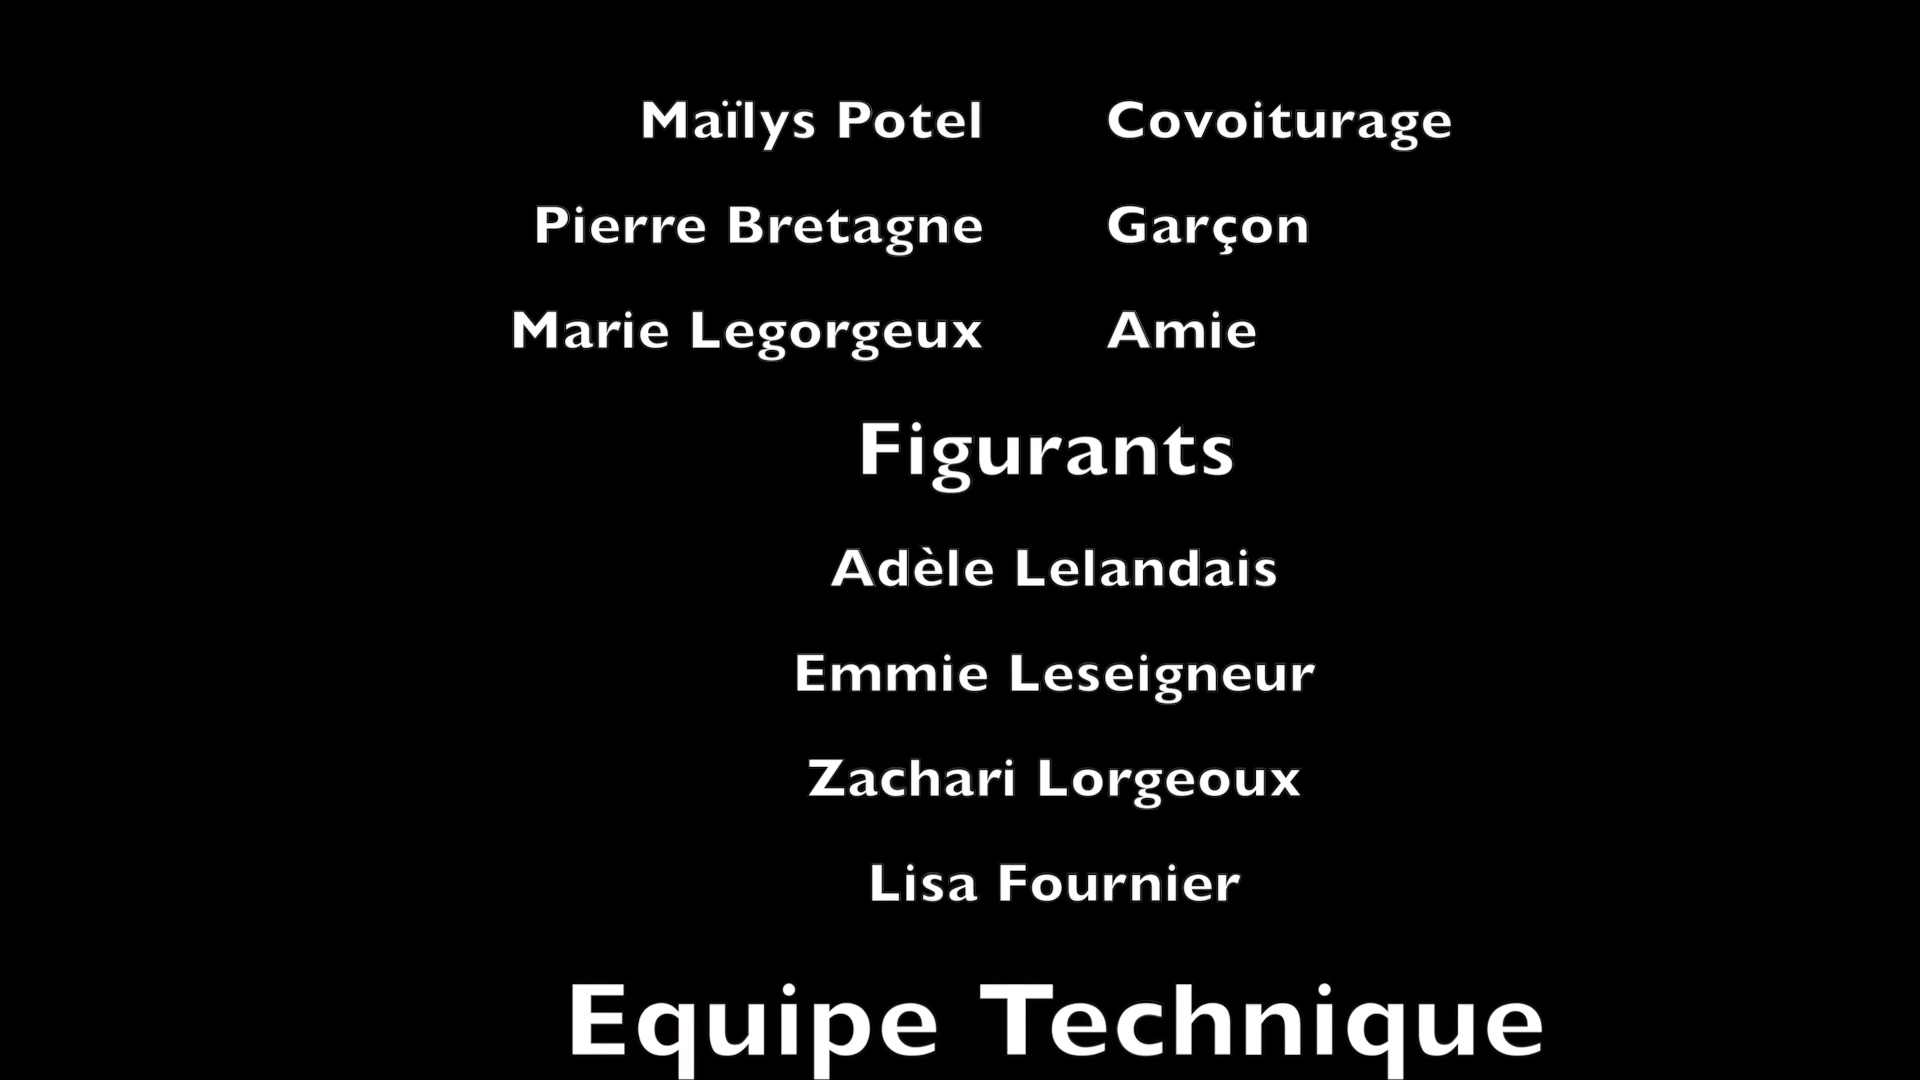 Maïlys Potel Covoiturage
Pierre Bretagne Garçon
Marie Legorgeux Amie
Figurants
Adèle Lelandais
Emmie Leseigneur
Zachari Lorgeoux
Lisa Fournier
Equipe Technique